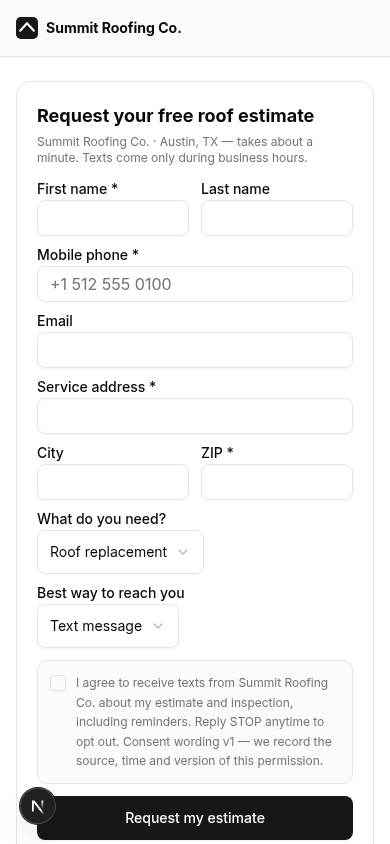 Summit Roofing Co.
Request your free roof estimate
Summit Roofing Co. · Austin, TX — takes about a
minute. Texts come only during business hours.
First name *
Last name
Mobile phone *
+1 512 555 0100
Email
Service address *
City
ZIP *
What do you need?
Roof replacement
Best way to reach you
Text message
I agree to receive texts from Summit Roofing
Co. about my estimate and inspection,
including reminders. Reply STOP anytime to
opt out. Consent wording v1 — we record the
source, time and version of this permission.
N
Request my estimate